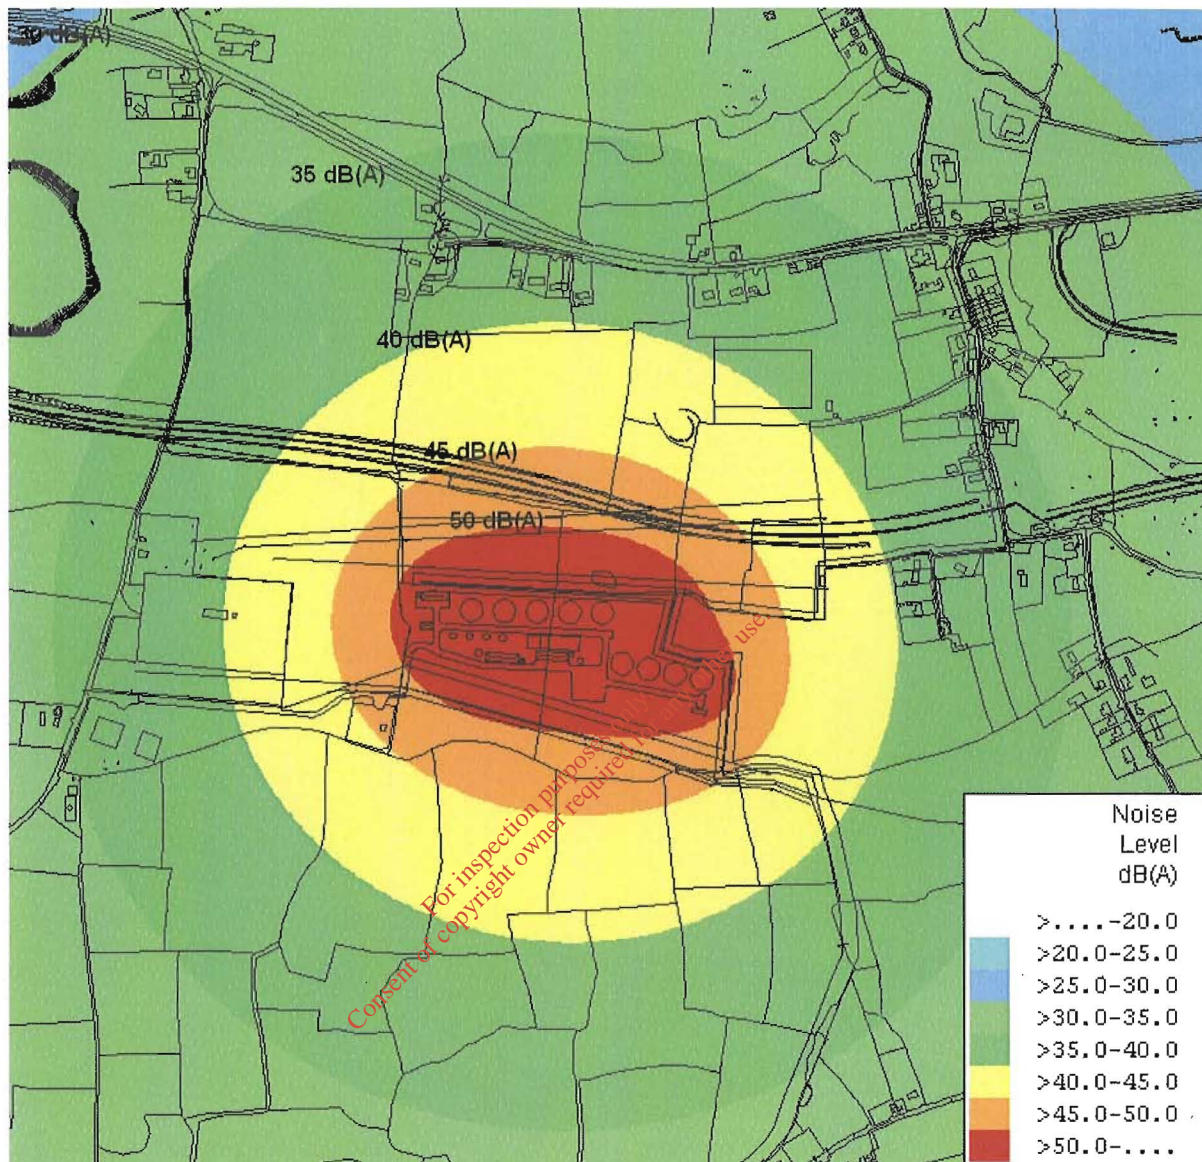 30 dB(A)
35 dB(A)
40 dB(A)
45 dB(A)
50 dB(A)
For inspection purposes only
Consent of copyright owner required for any other use.
Noise
Level
dB(A)
>....-20.0
>20.0-25.0
>25.0-30.0
>30.0-35.0
>35.0-40.0
>40.0-45.0
>45.0-50.0
>50.0-....